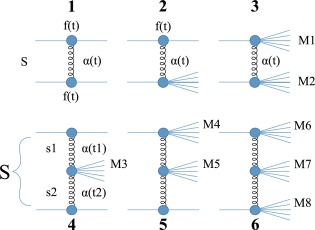 1 2 3
f(t) f(t)
M1
S α(t) α(t) α(t)
M2
f(t)
M4 M6
s1 α(t1)
S M3 M5 M7
s2 α(t2)
M8
4 5 6